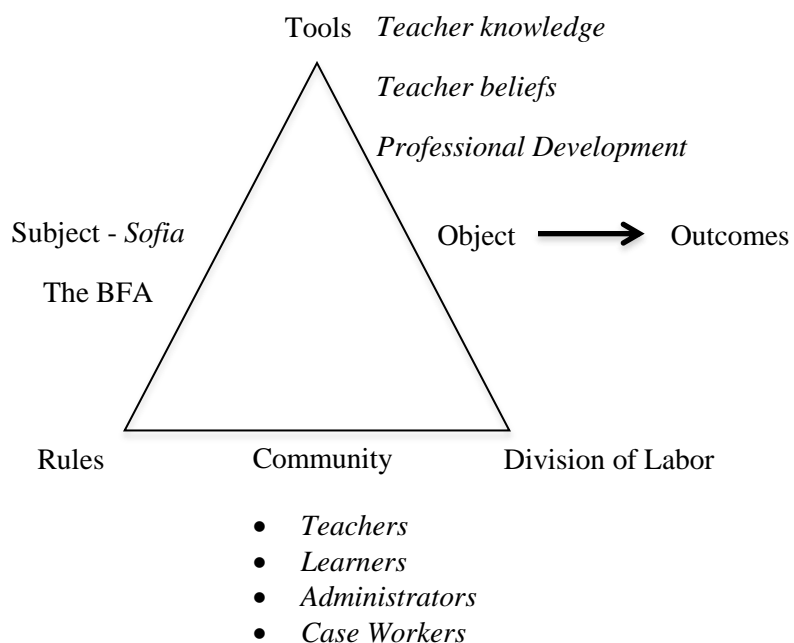 Tools Teacher knowledge
Teacher beliefs
Professional Development
Subject - Sofia
Object Outcomes
The BFA
Rules Community Division of Labor
• Teachers
• Learners
• Administrators
• Case Workers